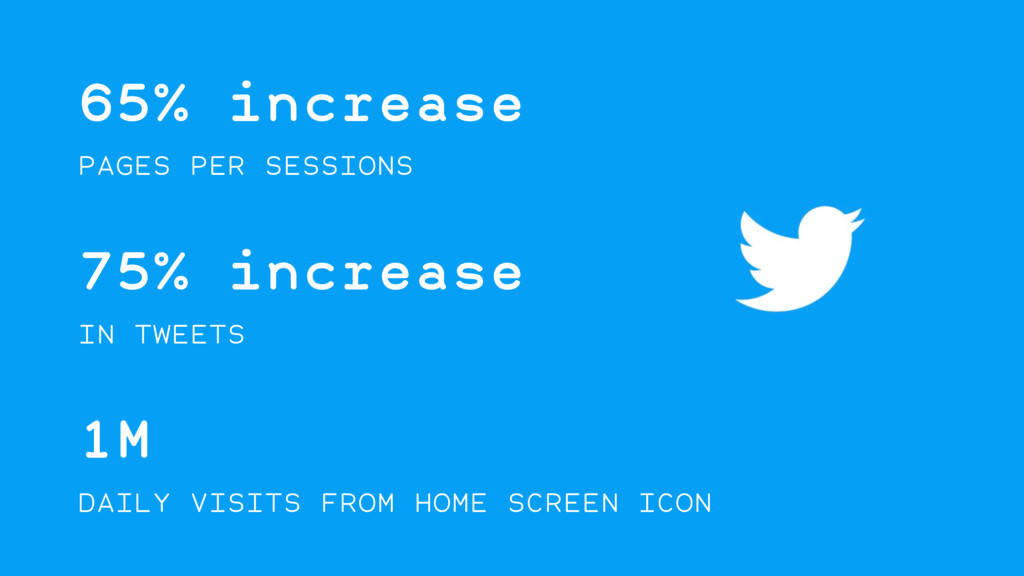 65% increase
PAGES PER SESSIONS
75% increase
IN TWEETS
1M
DAILY VISITS FROM HOME SCREEN ICON